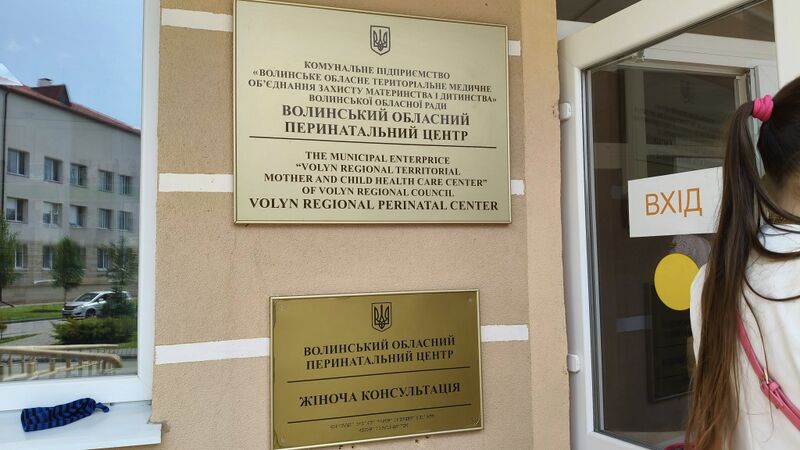 КОМУНАЛЬНЕ ПІДПРИЄМСТВО
«ВОЛИНСЬКЕ ОБЛАСНЕ ТЕРИТОРІАЛЬНЕ МЕДИЧНЕ
ОБ'ЄДНАННЯ ЗАХИСТУ МАТЕРИНСТВА І ДИТИНСТВА»
ВОЛИНСЬКОЇ ОБЛАСНОЇ РАДИ
ВОЛИНСЬКИЙ ОБЛАСНИЙ
ПЕРИНАТАЛЬНИЙ ЦЕНТР
THE MUNICIPAL ENTERPRICE
“VOLYN REGIONAL TERRITORIAL
MOTHER AND CHILD HEALTH CARE CENTER”
OF VOLYN REGIONAL COUNCIL
VOLYN REGIONAL PERINATAL CENTER
ВХІД
ВОЛИНСЬКИЙ ОБЛАСНИЙ
ПЕРИНАТАЛЬНИЙ ЦЕНТР
ЖІНОЧА КОНСУЛЬТАЦІЯ